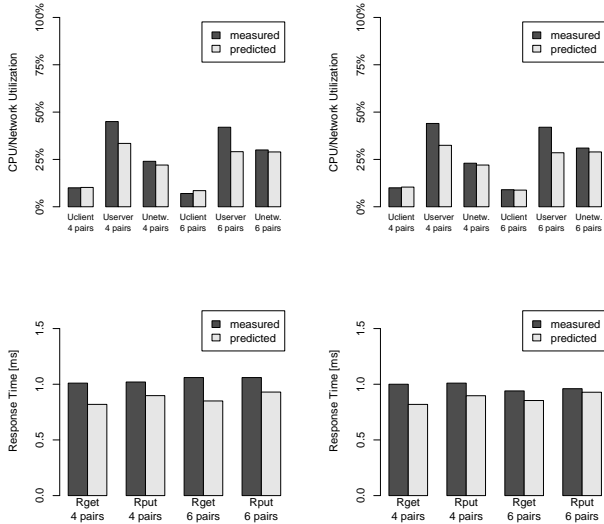 CPU/Network Utilization
100%
75%
50%
25%
0%
measured
predicted
Uclient
4 pairs
Userver
4 pairs
Unetw.
4 pairs
Uclient
6 pairs
Userver
6 pairs
Unetw.
6 pairs
CPU/Network Utilization
100%
75%
50%
25%
0%
measured
predicted
Uclient
4 pairs
Userver
4 pairs
Unetw.
4 pairs
Uclient
6 pairs
Userver
6 pairs
Unetw.
6 pairs
Response Time [ms]
1.5
1.0
0.5
0.0
measured
predicted
Rget
4 pairs
Rput
4 pairs
Rget
6 pairs
Rput
6 pairs
Response Time [ms]
1.5
1.0
0.5
0.0
measured
predicted
Rget
4 pairs
Rput
4 pairs
Rget
6 pairs
Rput
6 pairs